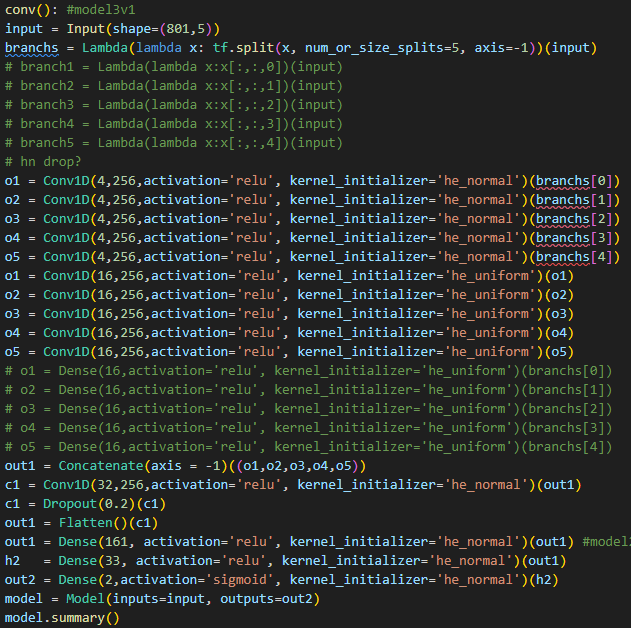 conv(): #model3v1
input = Input(shape=(801,5))
branchs = Lambda(lambda x: tf.split(x, num_or_size_splits=5, axis=-1))(input)
# branch1 = Lambda(lambda x:x[:,:,0])(input)
# branch2 = Lambda(lambda x:x[:,:,1])(input)
# branch3 = Lambda(lambda x:x[:,:,2])(input)
# branch4 = Lambda(lambda x:x[:,:,3])(input)
# branch5 = Lambda(lambda x:x[:,:,4])(input)
# hn drop?
o1 = Conv1D(4,256,activation='relu', kernel_initializer='he_normal')(branchs[0])
o2 = Conv1D(4,256,activation='relu', kernel_initializer='he_normal')(branchs[1])
o3 = Conv1D(4,256,activation='relu', kernel_initializer='he_normal')(branchs[2])
o4 = Conv1D(4,256,activation='relu', kernel_initializer='he_normal')(branchs[3])
o5 = Conv1D(4,256,activation='relu', kernel_initializer='he_normal')(branchs[4])
o1 = Conv1D(16,256,activation='relu', kernel_initializer='he_uniform')(o1)
o2 = Conv1D(16,256,activation='relu', kernel_initializer='he_uniform')(o2)
o3 = Conv1D(16,256,activation='relu', kernel_initializer='he_uniform')(o3)
o4 = Conv1D(16,256,activation='relu', kernel_initializer='he_uniform')(o4)
o5 = Conv1D(16,256,activation='relu', kernel_initializer='he_uniform')(o5)
# o1 = Dense(16,activation='relu', kernel_initializer='he_uniform')(branchs[0])
# o2 = Dense(16,activation='relu', kernel_initializer='he_uniform')(branchs[1])
# o3 = Dense(16,activation='relu', kernel_initializer='he_uniform')(branchs[2])
# o4 = Dense(16,activation='relu', kernel_initializer='he_uniform')(branchs[3])
# o5 = Dense(16,activation='relu', kernel_initializer='he_uniform')(branchs[4])
out1 = Concatenate(axis = -1)((o1,o2,o3,o4,o5))
c1 = Conv1D(32,256,activation='relu', kernel_initializer='he_normal')(out1)
c1 = Dropout(0.2)(c1)
out1 = Flatten()(c1)
out1 = Dense(161, activation='relu', kernel_initializer='he_normal')(out1) #model
h2   = Dense(33, activation='relu', kernel_initializer='he_normal')(out1)
out2 = Dense(2,activation='sigmoid', kernel_initializer='he_normal')(h2)
model = Model(inputs=input, outputs=out2)
model.summary()